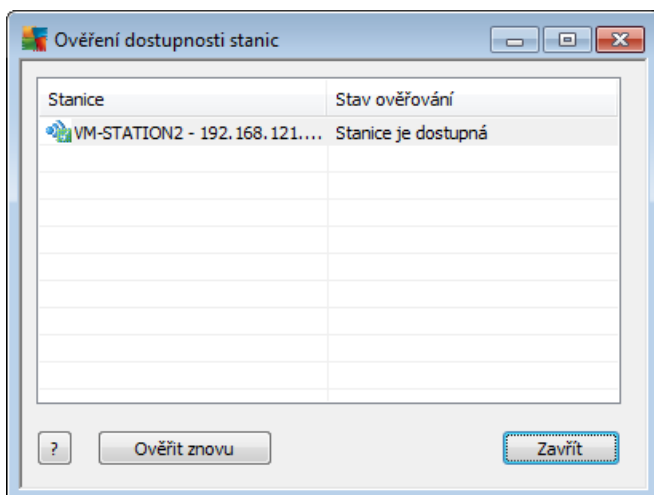 Ověření dostupnosti stanic
Stanice Stav ověřování
VM-STATION2 - 192.168.121.... Stanice je dostupná
? Ověřit znovu Zavřít